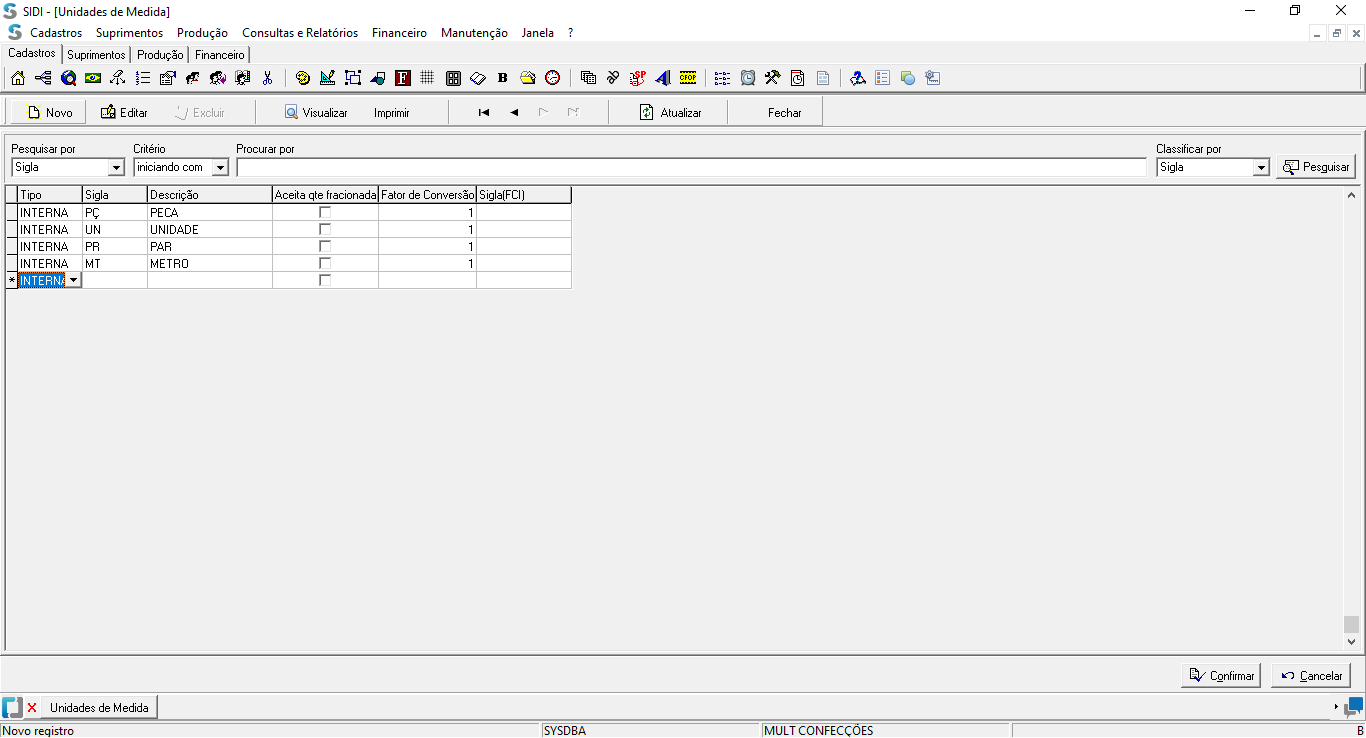 SIDI - [Unidades de Medida]
Cadastros Suprimentos Produção Consultas e Relatórios Financeiro Manutenção Janela ?
Cadastros Suprimentos Produção Financeiro
F B SP CFOP
Novo Editar Excluir Visualizar Imprimir Atualizar Fechar
Pesquisar por Critério Procurar por Classificar por
Sigla iniciando com Sigla Pesquisar
Tipo Sigla Descrição Aceita qte fracionada Fator de Conversão Sigla(FCI)
INTERNA PÇ PECA 1
INTERNA UN UNIDADE 1
INTERNA PR PAR 1
INTERNA MT METRO 1
* INTERNA
Confirmar Cancelar
Unidades de Medida
Novo registro SYSDBA MULT CONFECÇÕES B